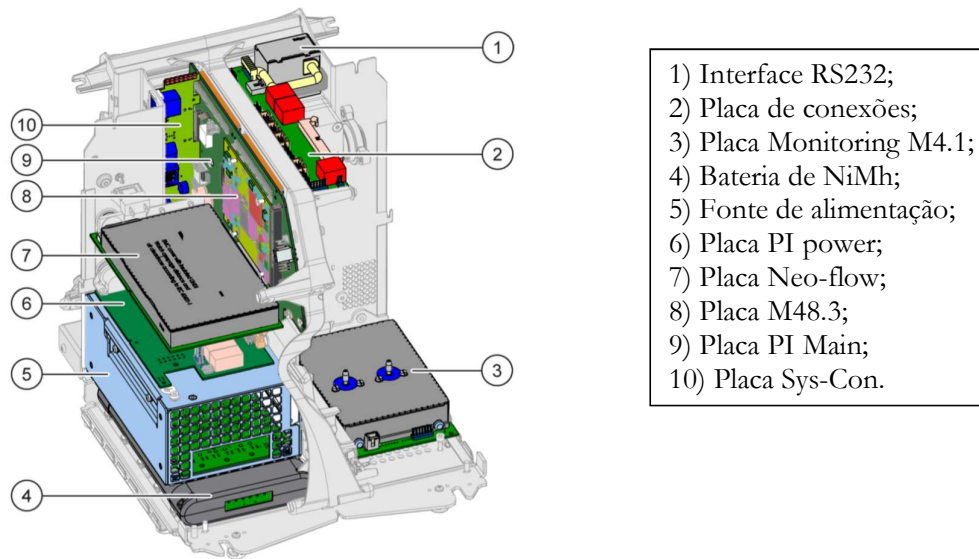 1
10
2
9
8
7
6
5
3
4
1) Interface RS232;
2) Placa de conexões;
3) Placa Monitoring M4.1;
4) Bateria de NiMh;
5) Fonte de alimentação;
6) Placa PI power;
7) Placa Neo-flow;
8) Placa M48.3;
9) Placa PI Main;
10) Placa Sys-Con.